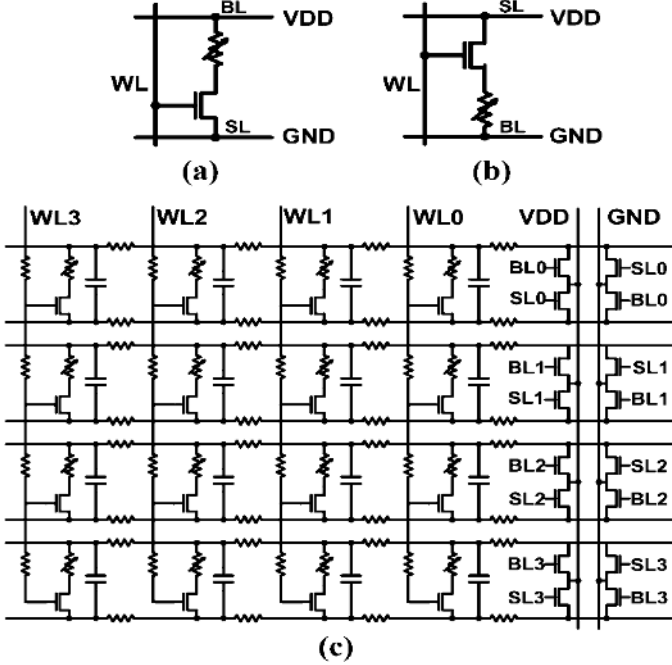 BL VDD
WL
SL GND
(a)
SL VDD
WL
BL GND
(b)
WL3 WL2 WL1 WL0 VDD GND
BL0 SL0
SL0 BL0
BL1 SL1
SL1 BL1
BL2 SL2
SL2 BL2
BL3 SL3
SL3 BL3
(c)